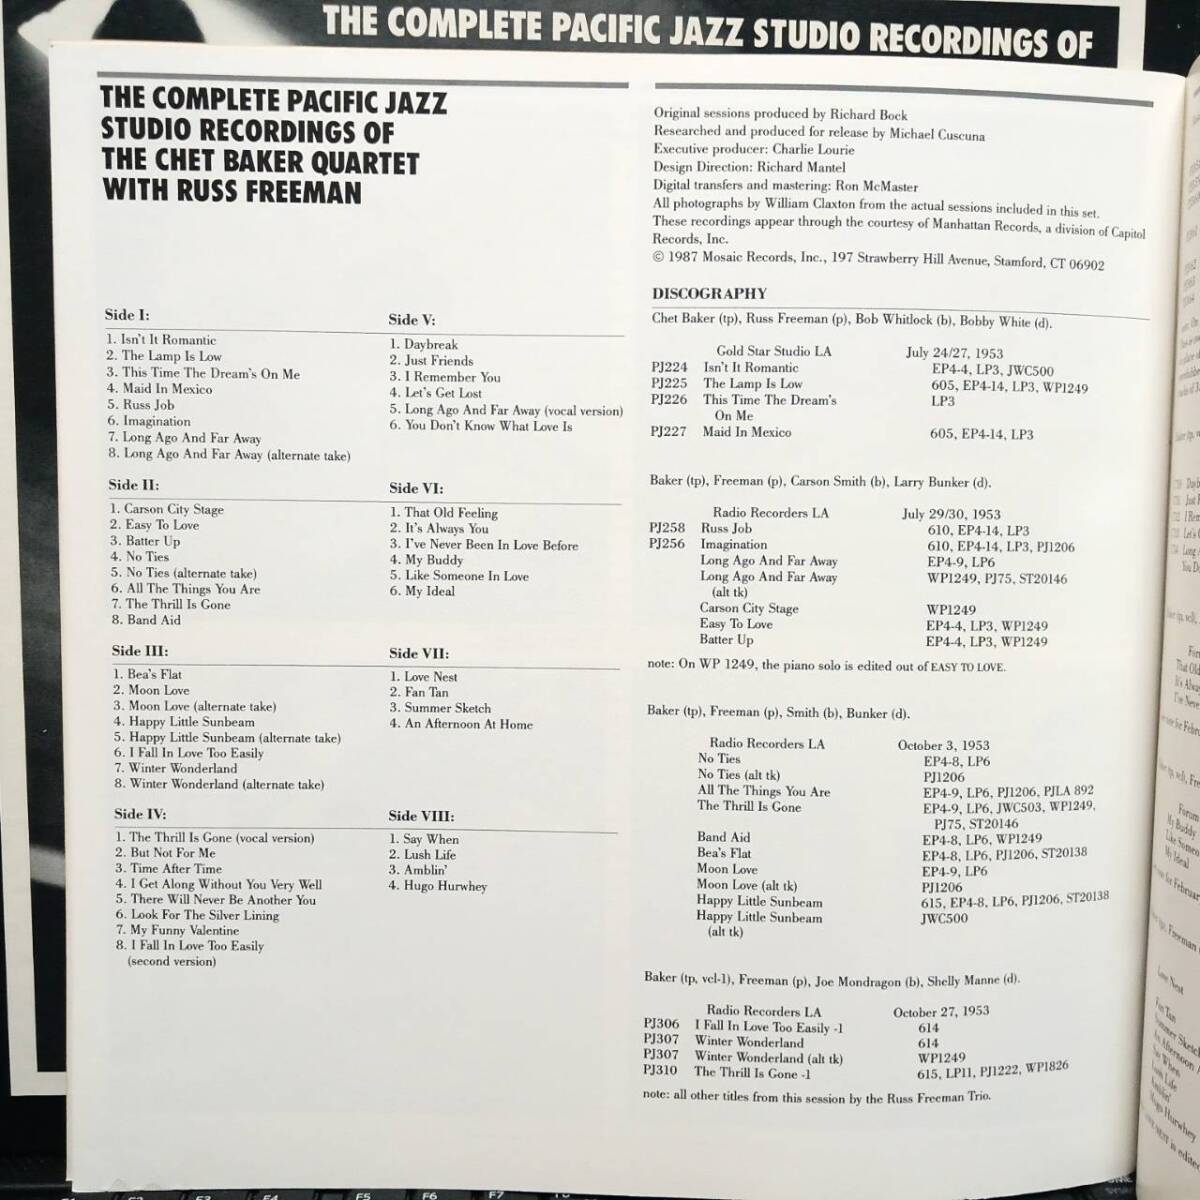 THE COMPLETE PACIFIC JAZZ STUDIO RECORDINGS OF
THE COMPLETE PACIFIC JAZZ
STUDIO RECORDINGS OF
THE CHET BAKER QUARTET
WITH RUSS FREEMAN
Side I:
1. Isn't It Romantic
2. The Lamp Is Low
3. This Time The Dream's On Me
4. Maid In Mexico
5. Russ Job
6. Imagination
7. Long Ago And Far Away
8. Long Ago And Far Away (alternate take)
Side II:
1. Carson City Stage
2. Easy To Love
3. Batter Up
4. No Ties
5. No Ties (alternate take)
6. All The Things You Are
7. The Thrill Is Gone
8. Band Aid
Side III:
1. Bea's Flat
2. Moon Love
3. Moon Love (alternate take)
4. Happy Little Sunbeam
5. Happy Little Sunbeam (alternate take)
6. I Fall In Love Too Easily
7. Winter Wonderland
8. Winter Wonderland (alternate take)
Side IV:
1. The Thrill Is Gone (vocal version)
2. But Not For Me
3. Time After Time
4. I Get Along Without You Very Well
5. There Will Never Be Another You
6. Look For The Silver Lining
7. My Funny Valentine
8. I Fall In Love Too Easily
(second version)
Side V:
1. Daybreak
2. Just Friends
3. I Remember You
4. Let's Get Lost
5. Long Ago And Far Away (vocal version)
6. You Don't Know What Love Is
Side VI:
1. That Old Feeling
2. It's Always You
3. I've Never Been In Love Before
4. My Buddy
5. Like Someone In Love
6. My Ideal
Side VII:
1. Love Nest
2. Fan Tan
3. Summer Sketch
4. An Afternoon At Home
Side VIII:
1. Say When
2. Lush Life
3. Amblin'
4. Hugo Hurwhey
Original sessions produced by Richard Bock
Researched and produced for release by Michael Cuscuna
Executive producer: Charlie Lourie
Design Direction: Richard Mantel
Digital transfers and mastering: Ron McMaster
All photographs by William Claxton from the actual sessions included in this set.
These recordings appear through the courtesy of Manhattan Records, a division of Capitol
Records, Inc.
© 1987 Mosaic Records, Inc., 197 Strawberry Hill Avenue, Stamford, CT 06902
DISCOGRAPHY
Chet Baker (tp), Russ Freeman (p), Bob Whitlock (b), Bobby White (d).
Gold Star Studio LA July 24/27, 1953
PJ224 Isn't It Romantic EP4-4, LP3, JWC500
PJ225 The Lamp Is Low 605, EP4-14, LP3, WP1249
PJ226 This Time The Dream's LP3
On Me
PJ227 Maid In Mexico 605, EP4-14, LP3
Baker (tp), Freeman (p), Carson Smith (b), Larry Bunker (d).
Radio Recorders LA July 29/30, 1953
PJ258 Russ Job 610, EP4-14, LP3
PJ256 Imagination 610, EP4-14, LP3, PJ1206
Long Ago And Far Away EP4-9, LP6
Long Ago And Far Away WP1249, PJ75, ST20146
(alt tk)
Carson City Stage WP1249
Easy To Love EP4-4, LP3, WP1249
Batter Up EP4-4, LP3, WP1249
note: On WP 1249, the piano solo is edited out of EASY TO LOVE.
Baker (tp), Freeman (p), Smith (b), Bunker (d).
Radio Recorders LA October 3, 1953
No Ties EP4-8, LP6
No Ties (alt tk) PJ1206
All The Things You Are EP4-9, LP6, PJ1206, PJLA 892
The Thrill Is Gone EP4-9, LP6, JWC503, WP1249,
PJ75, ST20146
Band Aid EP4-8, LP6, WP1249
Bea's Flat EP4-8, LP6, PJ1206, ST20138
Moon Love EP4-9, LP6
Moon Love (alt tk) PJ1206
Happy Little Sunbeam 615, EP4-8, LP6, PJ1206, ST20138
Happy Little Sunbeam JWC500
(alt tk)
Baker (tp, vcl-1), Freeman (p), Joe Mondragon (b), Shelly Manne (d).
Radio Recorders LA October 27, 1953
PJ306 I Fall In Love Too Easily -1 614
PJ307 Winter Wonderland 614
PJ307 Winter Wonderland (alt tk) WP1249
PJ310 The Thrill Is Gone -1 615, LP11, PJ1222, WP1826
note: all other titles from this session by the Russ Freeman Trio.
Love Nest
Fan Tan
Say When
Lush Life
Amblin'
Hugo Hurwhey
F5 F6 F7